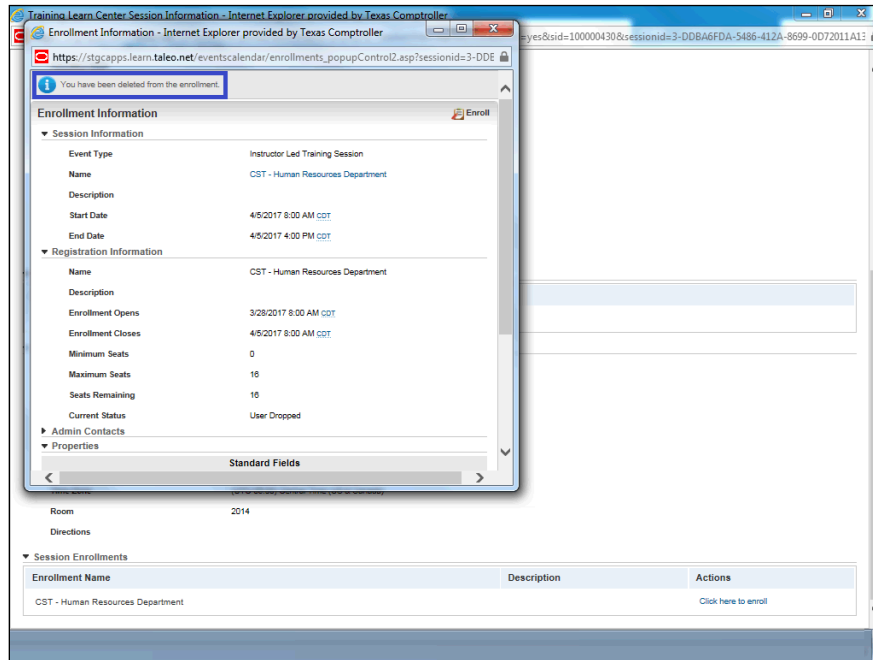 Training Learn Center Session Information - Internet Explorer provided by Texas Comptroller
Enrollment Information - Internet Explorer provided by Texas Comptroller
=yes&sid=100000430&sessionid=3-DDBA6FDA-5486-412A-8699-0D72011A13
https://stgcapps.learn.taleo.net/eventscalendar/enrollments_popupControl2.asp?sessionid=3-DDE
You have been deleted from the enrollment.
Enrollment Information
Enroll
Session Information
Event Type Instructor Led Training Session
Name CST - Human Resources Department
Description
Start Date 4/5/2017 8:00 AM CDT
End Date 4/5/2017 4:00 PM CDT
Registration Information
Name CST - Human Resources Department
Description
Enrollment Opens 3/28/2017 8:00 AM CDT
Enrollment Closes 4/5/2017 8:00 AM CDT
Minimum Seats 0
Maximum Seats 16
Seats Remaining 16
Current Status User Dropped
Admin Contacts
Properties
Standard Fields
Room 2014
Directions
Session Enrollments
Enrollment Name Description Actions
CST - Human Resources Department Click here to enroll